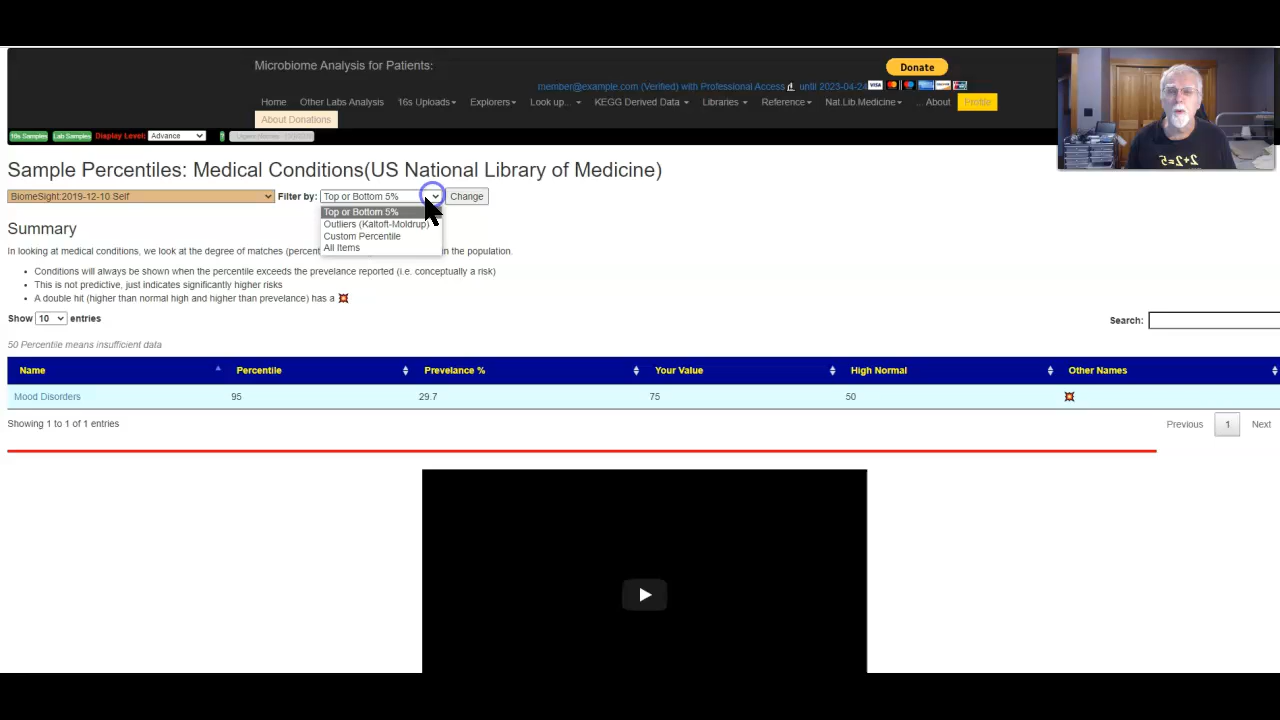 Microbiome Analysis for Patients:
Donate
member@example.com (Verified) with Professional Access until 2023-04-24 VISA
Home Other Labs Analysis 16s Uploads Explorers Look up... KEGG Derived Data Libraries Reference Nat.Lib.Medicine ... About Profile
About Donations
16s Samples Lab Samples Display Level: Advance ?
2+2=5
Sample Percentiles: Medical Conditions(US National Library of Medicine)
BiomeSight:2019-12-10 Self Filter by: Top or Bottom 5% Change
Top or Bottom 5%
Outliers (Kaltoft-Moldrup)
Custom Percentile
All Items
Summary
In looking at medical conditions, we look at the degree of matches (percent in the population.
Conditions will always be shown when the percentile exceeds the prevelance reported (i.e. conceptually a risk)
This is not predictive, just indicates significantly higher risks
A double hit (higher than normal high and higher than prevelance) has a
Show 10 entries
Search:
50 Percentile means insufficient data
Name Percentile Prevelance % Your Value High Normal Other Names
Mood Disorders 95 29.7 75 50
Showing 1 to 1 of 1 entries
Previous 1 Next